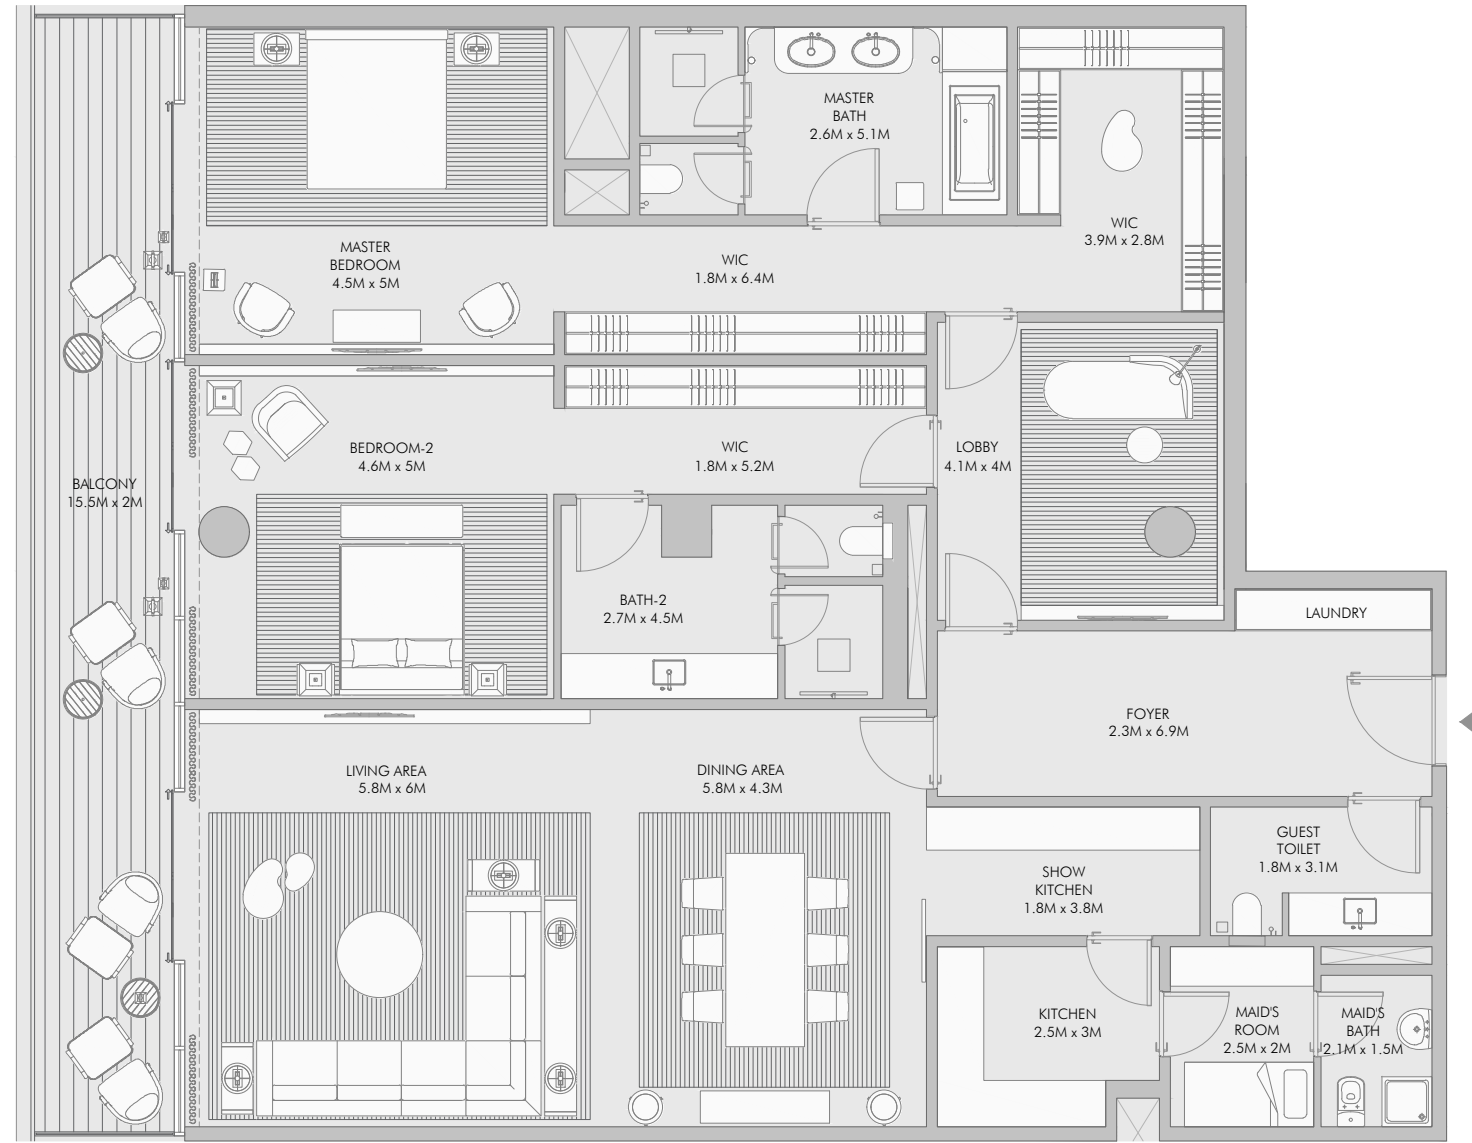 MASTER
BATH
2.6M x 5.1M
WIC
3.9M x 2.8M
MASTER
BEDROOM
4.5M x 5M
WIC
1.8M x 6.4M
BEDROOM-2
4.6M x 5M
WIC
1.8M x 5.2M
LOBBY
4.1M x 4M
BALCONY
15.5M x 2M
BATH-2
2.7M x 4.5M
LAUNDRY
FOYER
2.3M x 6.9M
LIVING AREA
5.8M x 6M
DINING AREA
5.8M x 4.3M
GUEST
TOILET
1.8M x 3.1M
SHOW
KITCHEN
1.8M x 3.8M
KITCHEN
2.5M x 3M
MAID'S
ROOM
2.5M x 2M
MAID'S
BATH
2.1M x 1.5M